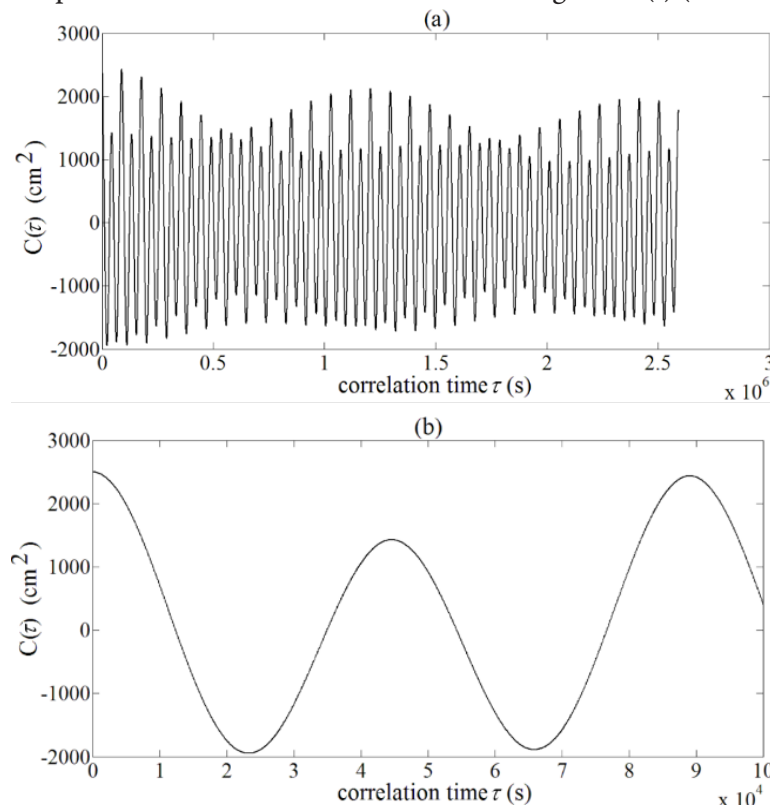 (a)
3000
2000
1000
0
-1000
-2000
C(τ) (cm²)
0 0.5 1 1.5 2 2.5 3
correlation time τ (s)
x 10⁶
(b)
3000
2000
1000
0
-1000
-2000
C(τ) (cm²)
0 1 2 3 4 5 6 7 8 9 10
correlation time τ (s)
x 10⁴